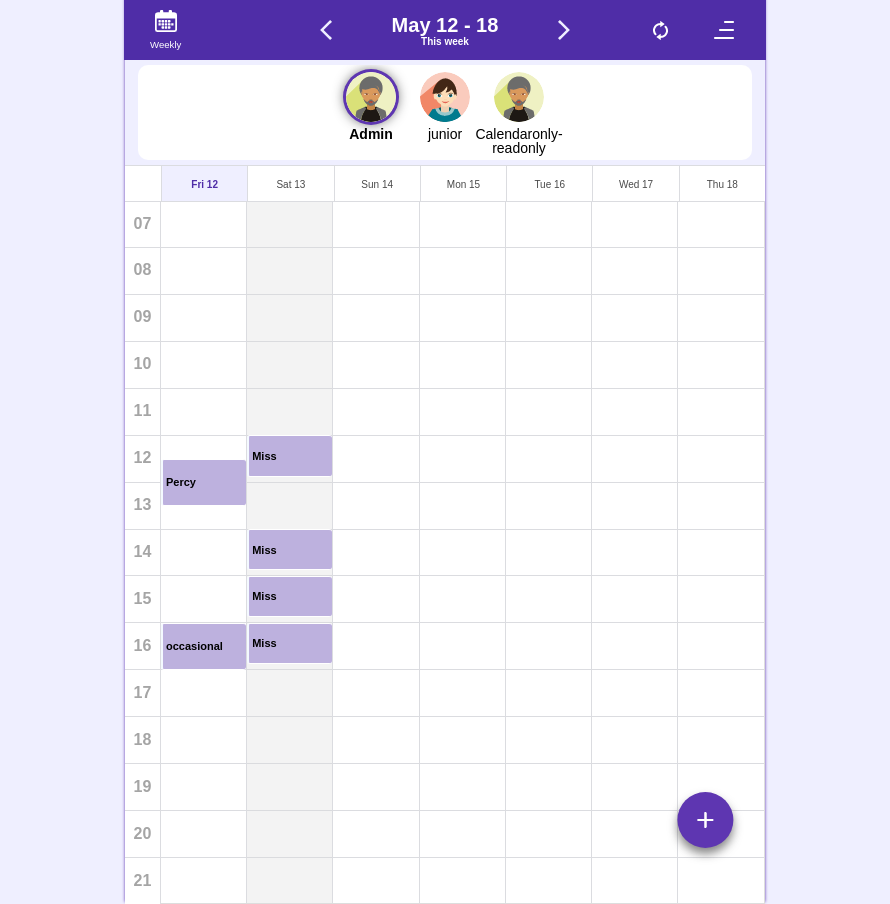 Weekly
May 12 - 18
This week
Admin
junior
Calendaronly-
readonly
Fri 12
Sat 13
Sun 14
Mon 15
Tue 16
Wed 17
Thu 18
07
08
09
10
11
12
Miss
Percy
13
14
Miss
15
Miss
16
occasional
Miss
17
18
19
20
21